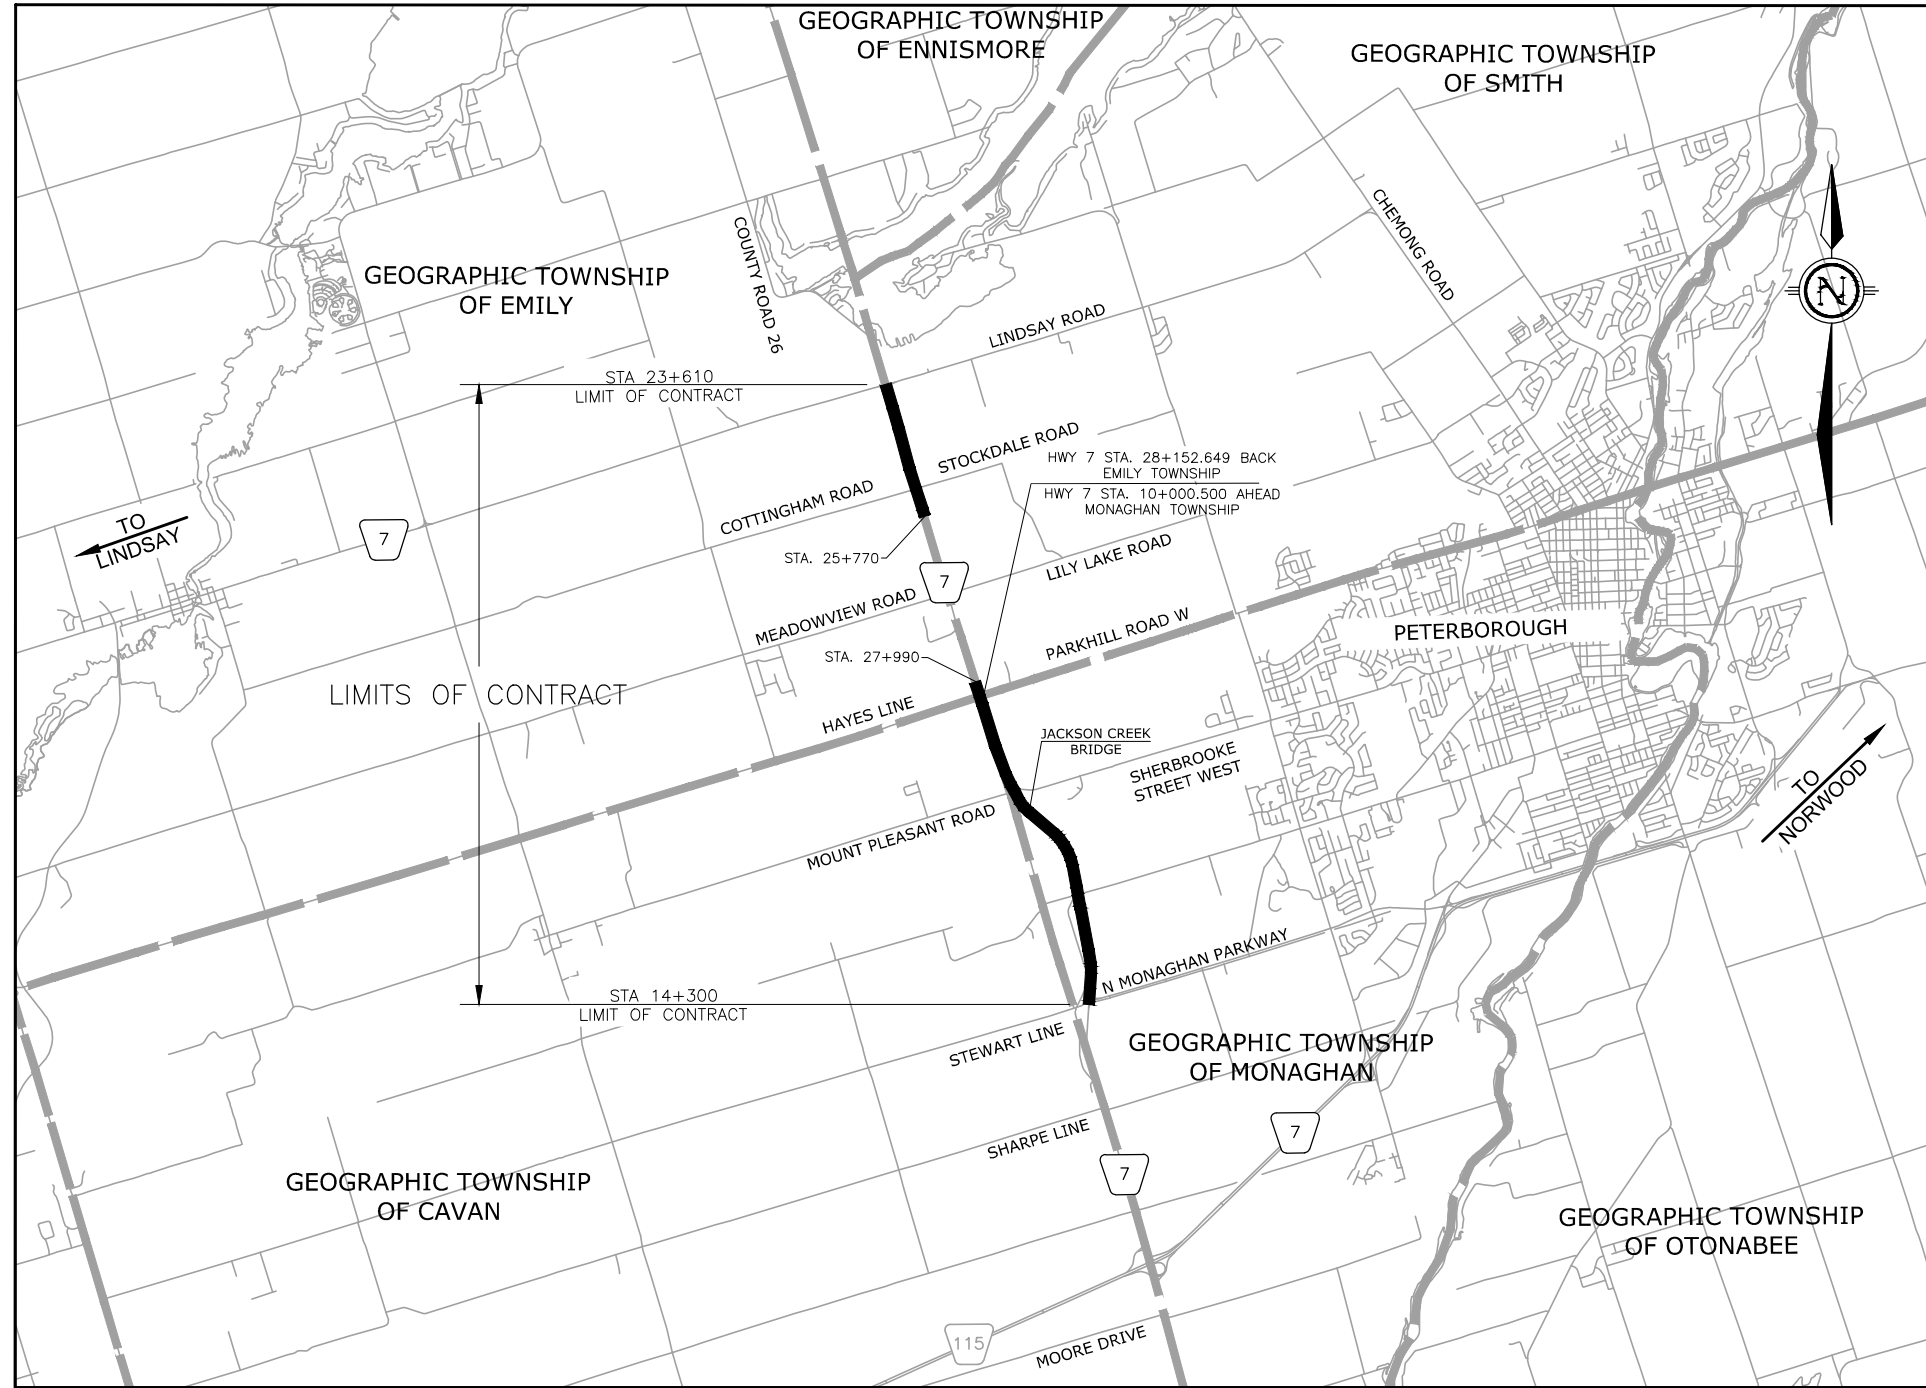 GEOGRAPHIC TOWNSHIP
OF ENNISMORE
GEOGRAPHIC TOWNSHIP
OF SMITH
CHEMONG ROAD
COUNTY ROAD 26
GEOGRAPHIC TOWNSHIP
OF EMILY
N
LINDSAY ROAD
STA 23+610
LIMIT OF CONTRACT
STOCKDALE ROAD
HWY 7 STA. 28+152.649 BACK
EMILY TOWNSHIP
HWY 7 STA. 10+000.500 AHEAD
MONAGHAN TOWNSHIP
COTTINGHAM ROAD
TO
LINDSAY
7
STA. 25+770
7
LILY LAKE ROAD
MEADOWVIEW ROAD
PARKHILL ROAD W
PETERBOROUGH
STA. 27+990
LIMITS OF CONTRACT
HAYES LINE
JACKSON CREEK
BRIDGE
SHERBROOKE
STREET WEST
TO
NORWOOD
MOUNT PLEASANT ROAD
N MONAGHAN PARKWAY
STA 14+300
LIMIT OF CONTRACT
STEWART LINE
GEOGRAPHIC TOWNSHIP
OF MONAGHAN
7
SHARPE LINE
7
GEOGRAPHIC TOWNSHIP
OF CAVAN
GEOGRAPHIC TOWNSHIP
OF OTONABEE
115
MOORE DRIVE